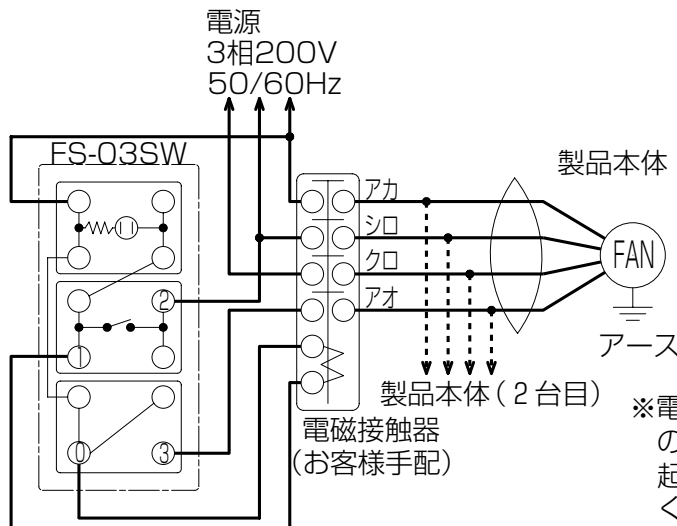 電源
3相200V
50/60Hz
FS-03SW
製品本体
アカ
シロ
クロ
アオ
FAN
アース
2
1
0
3
製品本体(2台目)
電磁接触器
(お客様手配)
※電
の
起
く